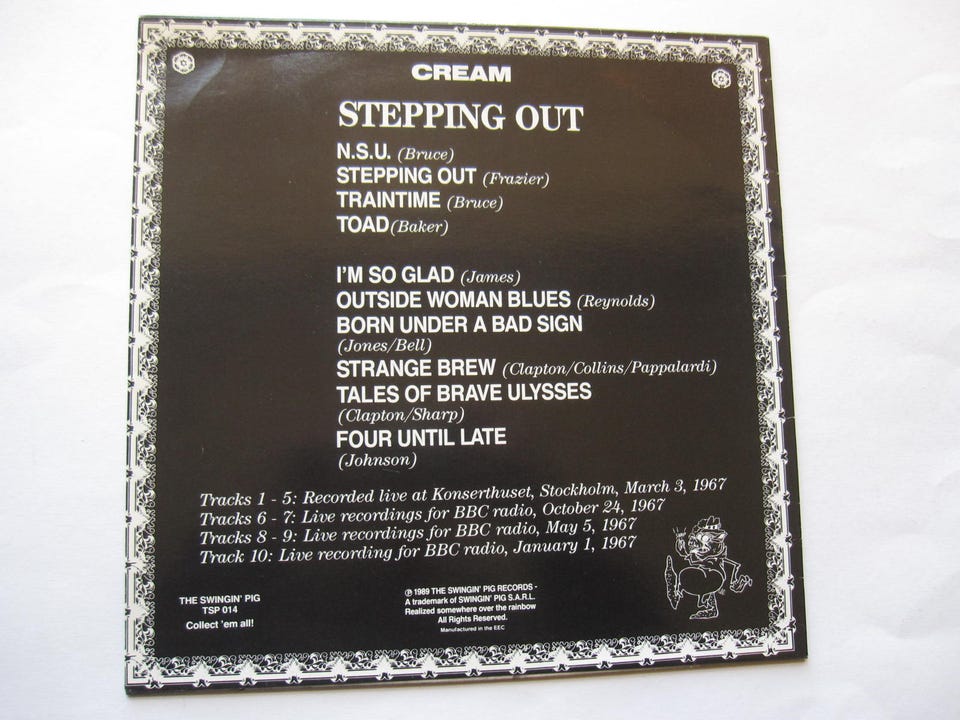 CREAM
STEPPING OUT
N.S.U. (Bruce)
STEPPING OUT (Frazier)
TRAINTIME (Bruce)
TOAD (Baker)
I'M SO GLAD (James)
OUTSIDE WOMAN BLUES (Reynolds)
BORN UNDER A BAD SIGN
(Jones/Bell)
STRANGE BREW (Clapton/Collins/Pappalardi)
TALES OF BRAVE ULYSSES
(Clapton/Sharp)
FOUR UNTIL LATE
(Johnson)
Tracks 1 - 5: Recorded live at Konserthuset, Stockholm, March 3, 1967
Tracks 6 - 7: Live recordings for BBC radio, October 24, 1967
Tracks 8 - 9: Live recordings for BBC radio, May 5, 1967
Track 10: Live recording for BBC radio, January 1, 1967
THE SWINGIN' PIG
TSP 014
Collect 'em all!
℗ 1989 THE SWINGIN' PIG RECORDS -
A trademark of SWINGIN' PIG S.A.R.L.
Realized somewhere over the rainbow
All Rights Reserved.
Manufactured in the EEC